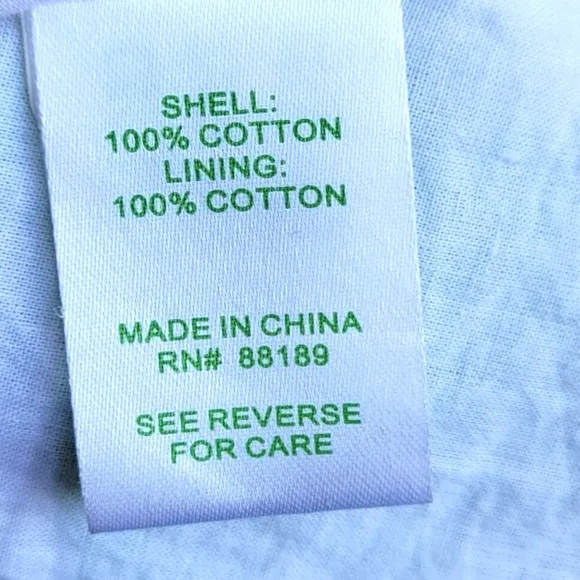 SHELL:
100% COTTON
LINING:
100% COTTON
MADE IN CHINA
RN# 88189
SEE REVERSE
FOR CARE